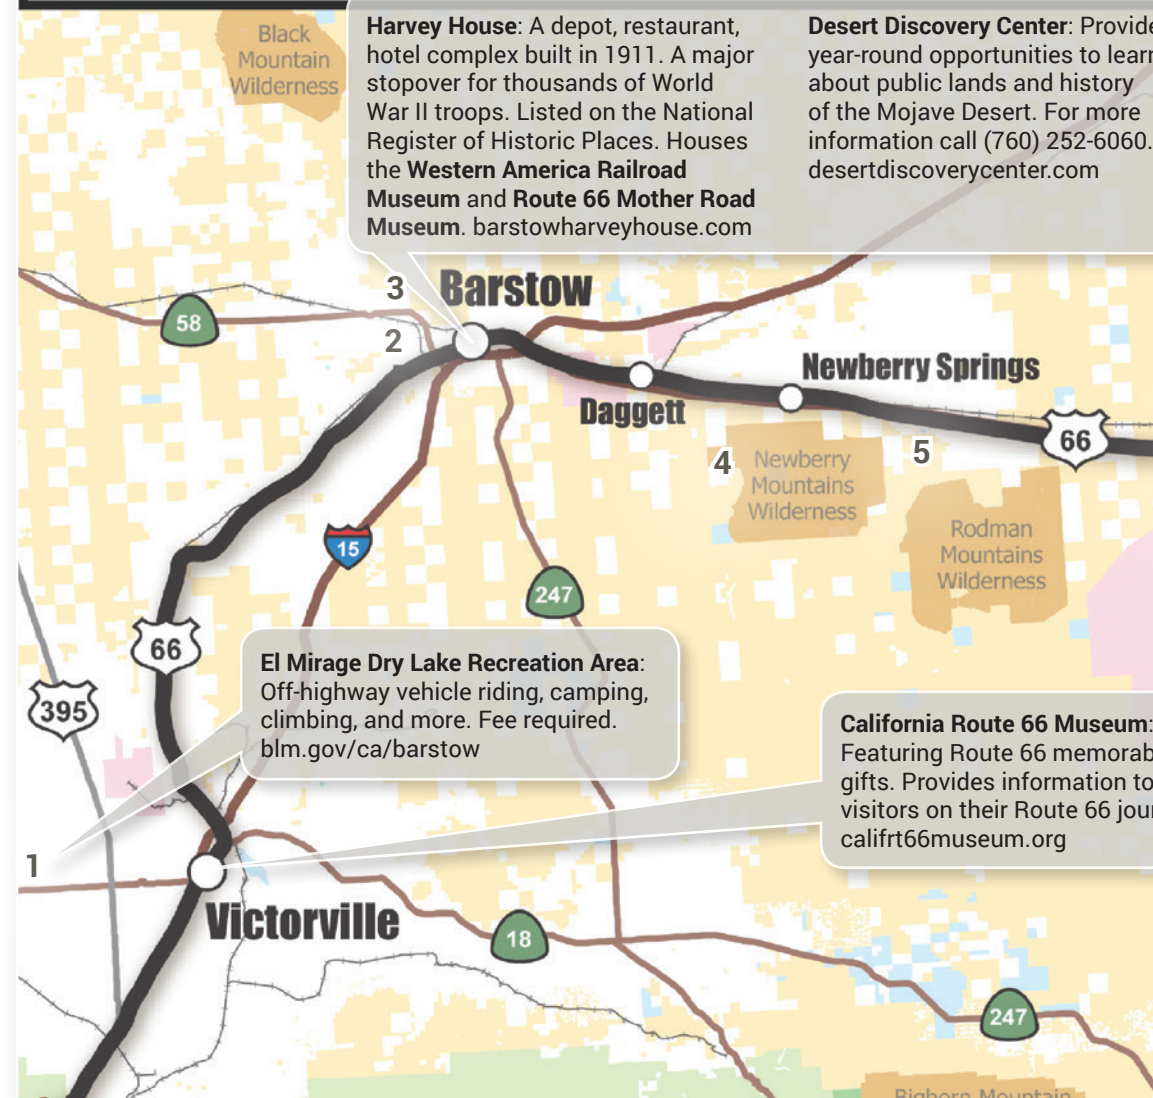 Black
Mountain
Wilderness
Harvey House: A depot, restaurant,
hotel complex built in 1911. A major
stopover for thousands of World
War II troops. Listed on the National
Register of Historic Places. Houses
the Western America Railroad
Museum and Route 66 Mother Road
Museum. barstowharveyhouse.com
Desert Discovery Center: Provide
year-round opportunities to learn
about public lands and history
of the Mojave Desert. For more
information call (760) 252-6060.
desertdiscoverycenter.com
3
Barstow
58
2
Newberry Springs
Daggett
66
4
Newberry
Mountains
Wilderness
5
Rodman
Mountains
Wilderness
15
247
66
395
El Mirage Dry Lake Recreation Area:
Off-highway vehicle riding, camping,
climbing, and more. Fee required.
blm.gov/ca/barstow
California Route 66 Museum:
Featuring Route 66 memorab
gifts. Provides information to
visitors on their Route 66 jour
califrt66museum.org
1
Victorville
18
247
Bighorn Mountain